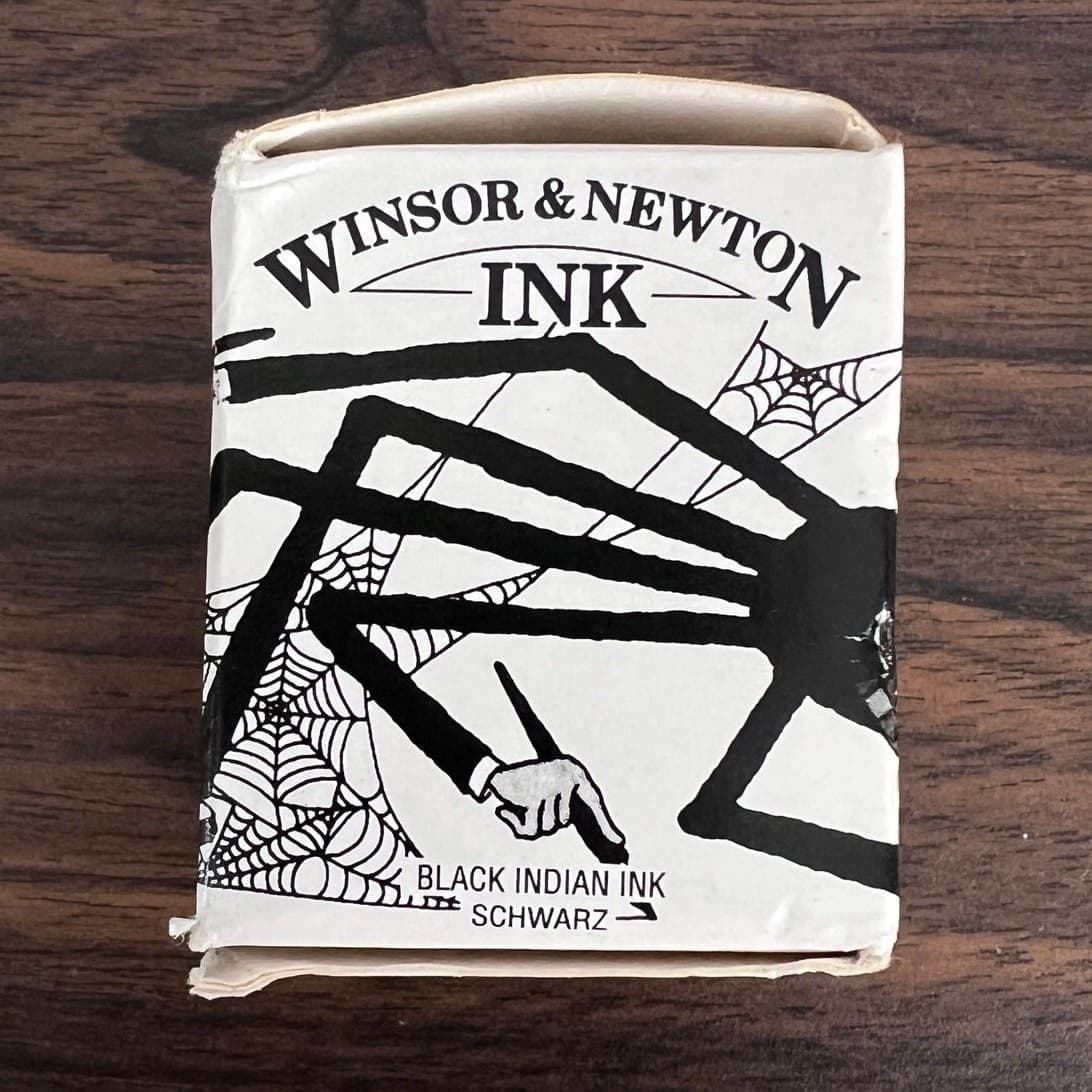 WINSOR & NEWTON
INK
BLACK INDIAN INK
SCHWARZ